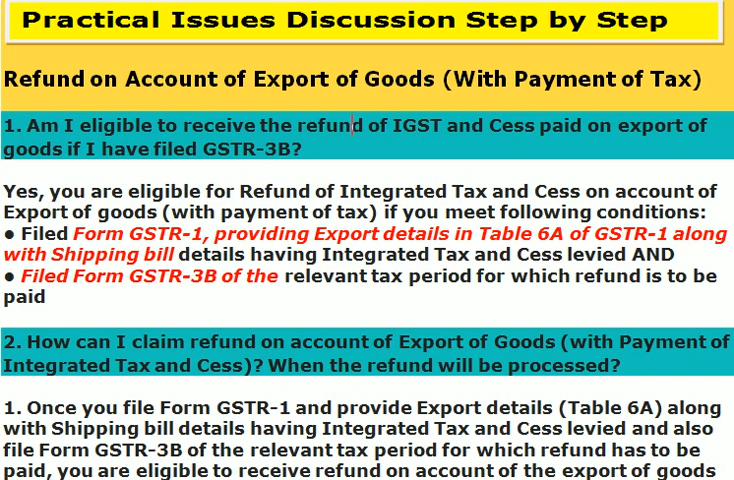 Practical Issues Discussion Step by Step
Refund on Account of Export of Goods (With Payment of Tax)
1. Am I eligible to receive the refund of IGST and Cess paid on export of
goods if I have filed GSTR-3B?
Yes, you are eligible for Refund of Integrated Tax and Cess on account of
Export of goods (with payment of tax) if you meet following conditions:
● Filed Form GSTR-1, providing Export details in Table 6A of GSTR-1 along
with Shipping bill details having Integrated Tax and Cess levied AND
● Filed Form GSTR-3B of the relevant tax period for which refund is to be
paid
2. How can I claim refund on account of Export of Goods (with Payment of
Integrated Tax and Cess)? When the refund will be processed?
1. Once you file Form GSTR-1 and provide Export details (Table 6A) along
with Shipping bill details having Integrated Tax and Cess levied and also
file Form GSTR-3B of the relevant tax period for which refund has to be
paid, you are eligible to receive refund on account of the export of goods